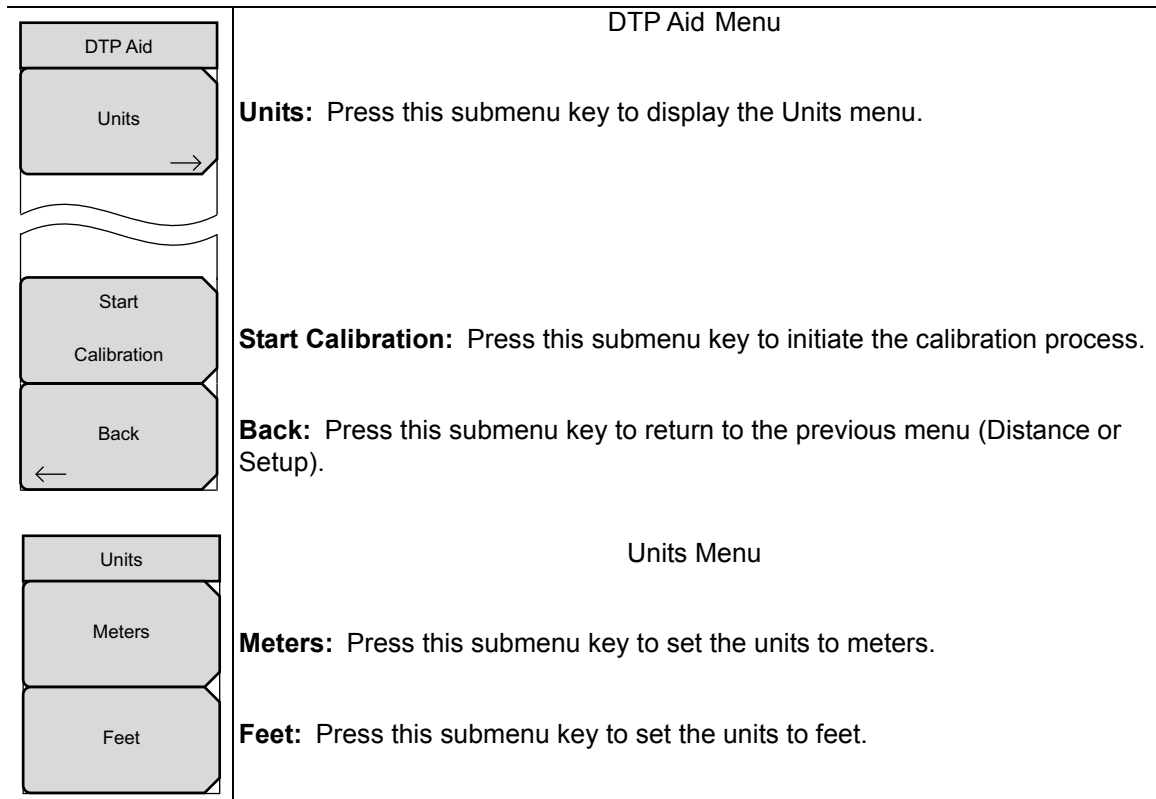 DTP Aid Menu
DTP Aid
Units
Units: Press this submenu key to display the Units menu.
Start
Calibration
Start Calibration: Press this submenu key to initiate the calibration process.
Back
Back: Press this submenu key to return to the previous menu (Distance or
Setup).
Units
Units Menu
Meters
Meters: Press this submenu key to set the units to meters.
Feet
Feet: Press this submenu key to set the units to feet.